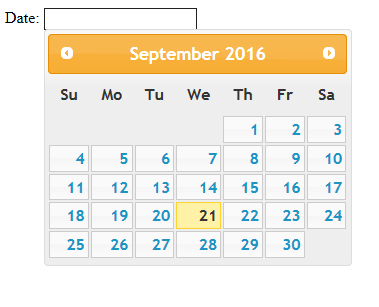 Date:
September 2016
Su Mo Tu We Th Fr Sa
1 2 3
4 5 6 7 8 9 10
11 12 13 14 15 16 17
18 19 20 21 22 23 24
25 26 27 28 29 30